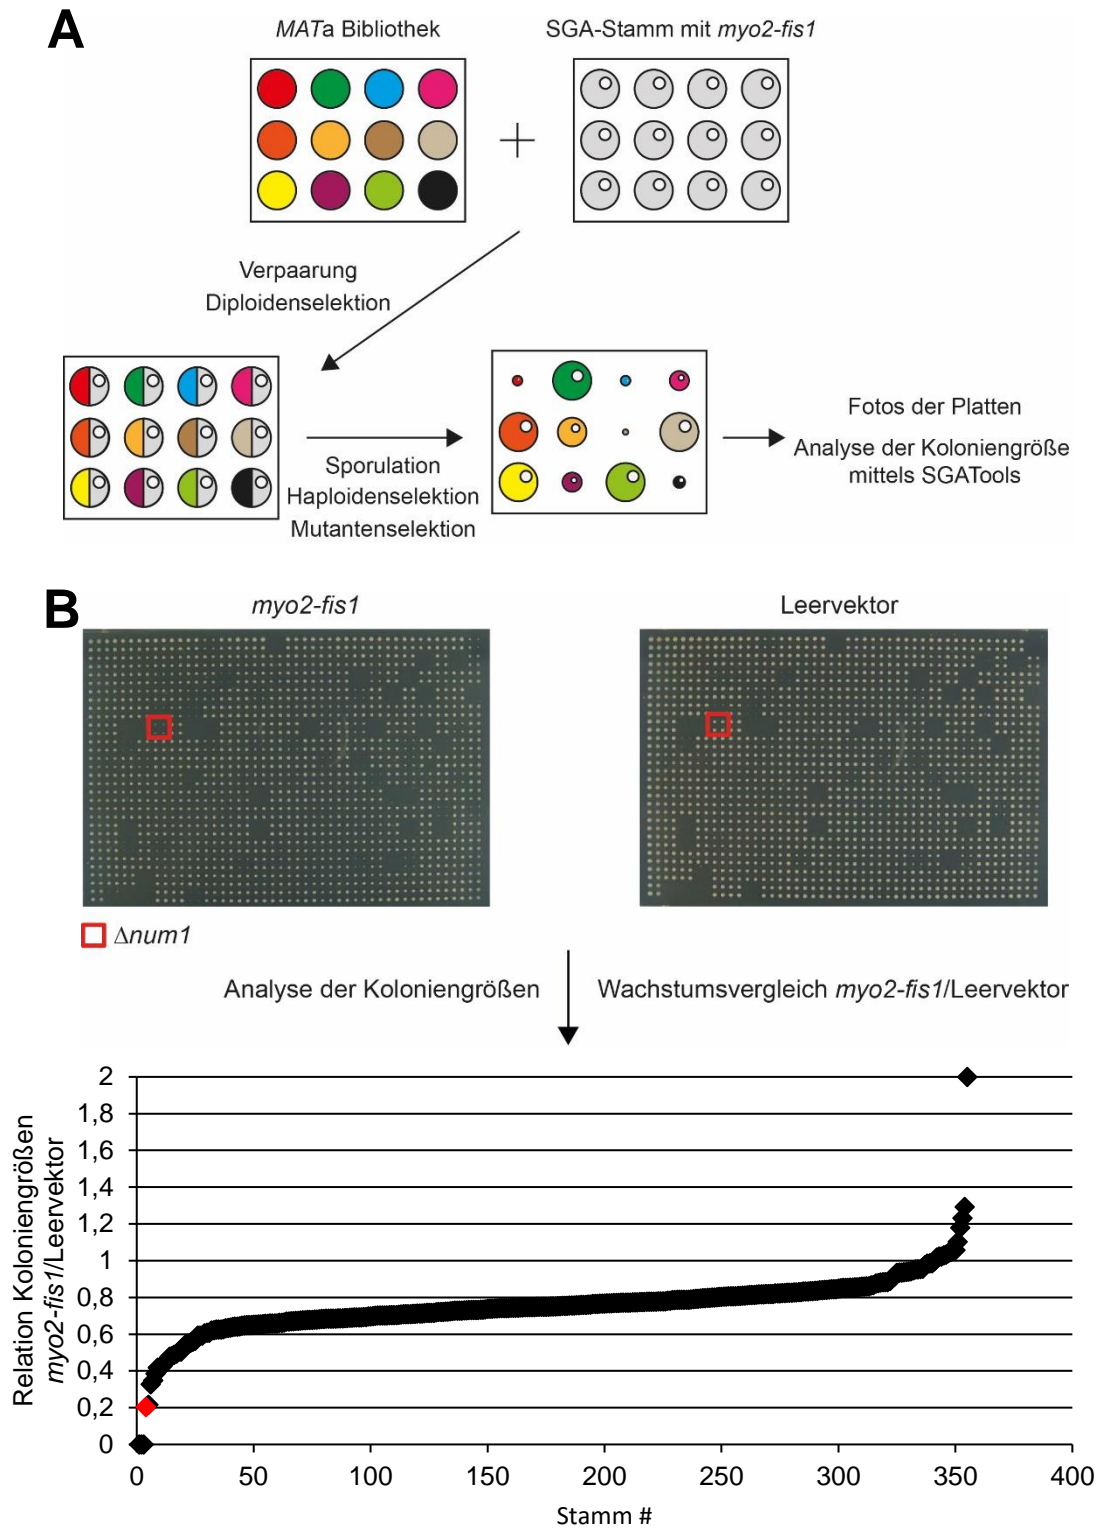 A
MATa Bibliothek
SGA-Stamm mit myo2-fis1
Verpaarung
Diploidenselektion
Sporulation
Haploidenselektion
Mutantenselektion
Fotos der Platten
Analyse der Koloniengröße
mittels SGATools
B
myo2-fis1
Leervektor
Δnum1
Analyse der Koloniengrößen
Wachstumsvergleich myo2-fis1/Leervektor
Relation Koloniengrößen
myo2-fis1/Leervektor
2
1,8
1,6
1,4
1,2
1
0,8
0,6
0,4
0,2
0
0 50 100 150 200 250 300 350 400
Stamm #